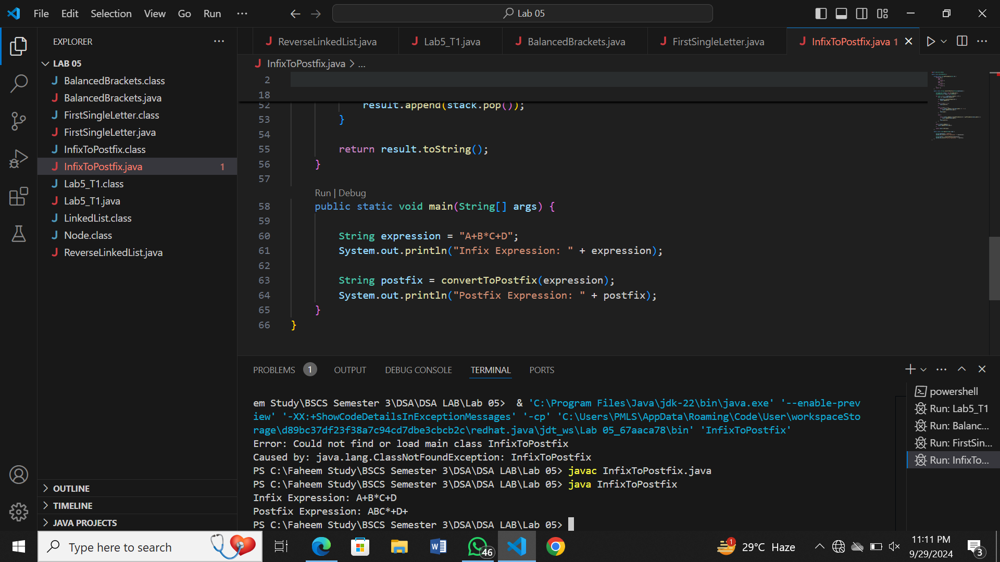 File Edit Selection View Go Run ...
Lab 05
EXPLORER
LAB 05
BalancedBrackets.class
BalancedBrackets.java
FirstSingleLetter.class
FirstSingleLetter.java
InfixToPostfix.class
InfixToPostfix.java 1
Lab5_T1.class
Lab5_T1.java
LinkedList.class
Node.class
ReverseLinkedList.java
OUTLINE
TIMELINE
JAVA PROJECTS
ReverseLinkedList.java Lab5_T1.java BalancedBrackets.java FirstSingleLetter.java InfixToPostfix.java 1
InfixToPostfix.java > ...
2
18
52 result.append(stack.pop());
53 }
54
55 return result.toString();
56 }
57
Run | Debug
58 public static void main(String[] args) {
59
60 String expression = "A+B*C+D";
61 System.out.println("Infix Expression: " + expression);
62
63 String postfix = convertToPostfix(expression);
64 System.out.println("Postfix Expression: " + postfix);
65 }
66 }
PROBLEMS 1 OUTPUT DEBUG CONSOLE TERMINAL PORTS
em Study\BSCS Semester 3\DSA\DSA LAB\Lab 05> & 'C:\Program Files\Java\jdk-22\bin\java.exe' '--enable-prev
iew' '-XX:+ShowCodeDetailsInExceptionMessages' '-cp' 'C:\Users\PMLS\AppData\Roaming\Code\User\workspaceSto
rage\d89bc37df23f38a7c94cd7dbe3cbcb2c\redhat.java\jdt_ws\Lab 05_67aaca78\bin' 'InfixToPostfix'
Error: Could not find or load main class InfixToPostfix
Caused by: java.lang.ClassNotFoundException: InfixToPostfix
PS C:\Faheem Study\BSCS Semester 3\DSA\DSA LAB\Lab 05> javac InfixToPostfix.java
PS C:\Faheem Study\BSCS Semester 3\DSA\DSA LAB\Lab 05> java InfixToPostfix
Infix Expression: A+B*C+D
Postfix Expression: ABC*+D+
PS C:\Faheem Study\BSCS Semester 3\DSA\DSA LAB\Lab 05>
powershell
Run: Lab5_T1
Run: Balanc...
Run: FirstSin...
Run: InfixTo...
Type here to search
46
1
29°C Haze
11:11 PM
9/29/2024
3